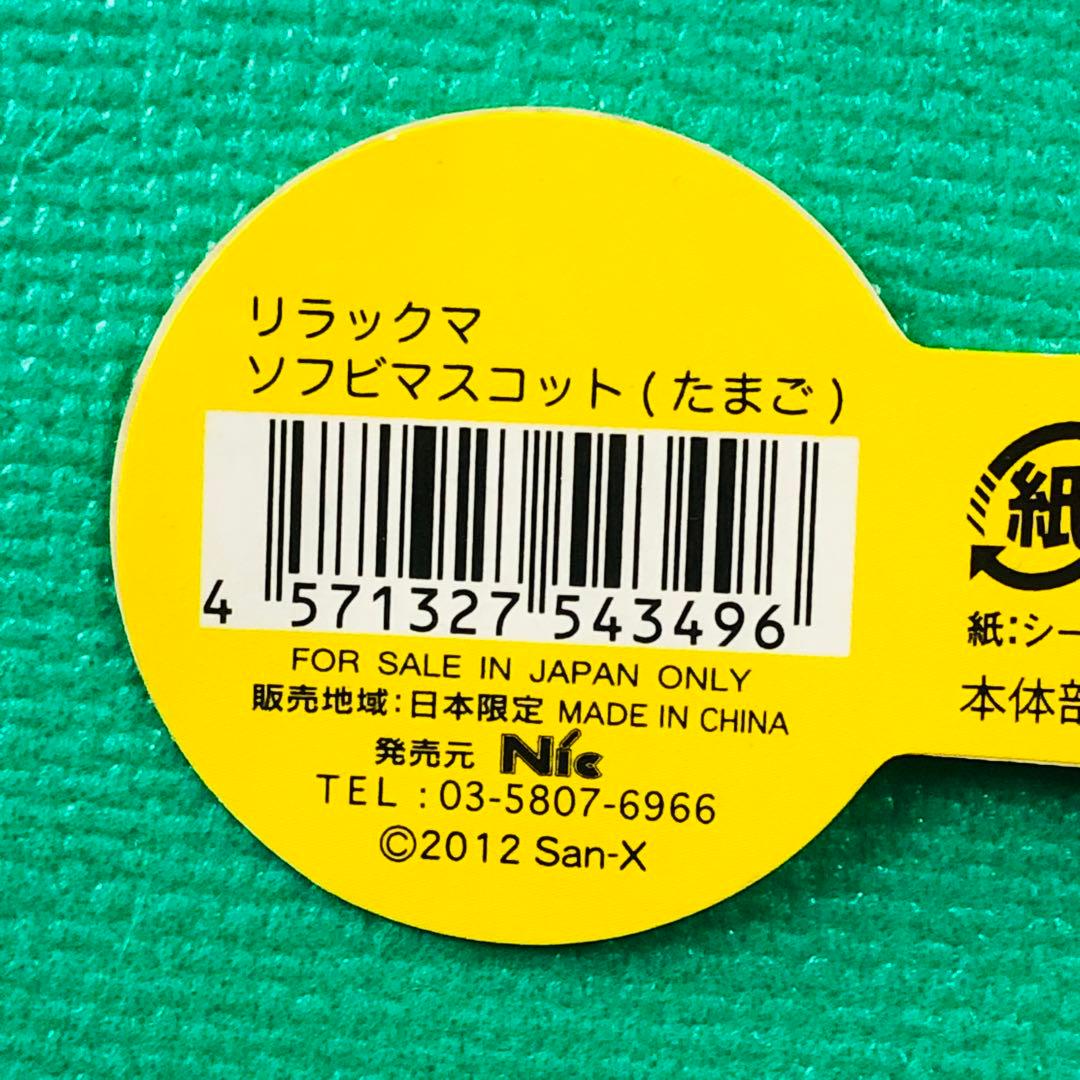 リラックマ
ソフビマスコット(たまご)
4 571327 543496
FOR SALE IN JAPAN ONLY
販売地域:日本限定 MADE IN CHINA
発売元 Nic
TEL :03-5807-6966
©2012 San-X
紙
紙:シー
本体部